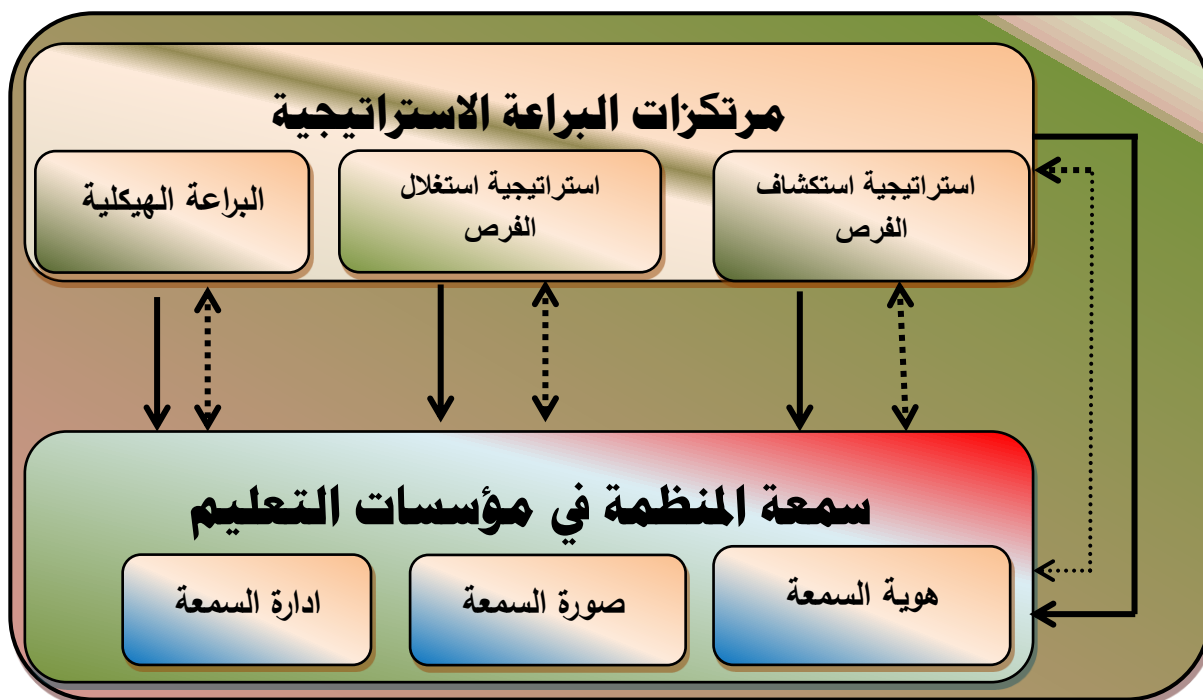 مرتكزات البراعة الاستراتيجية
استراتيجية استكشاف
الفرص
استراتيجية استغلال
الفرص
البراعة الهيكلية
سمعة المنظمة في مؤسسات التعليم
هوية السمعة
صورة السمعة
ادارة السمعة